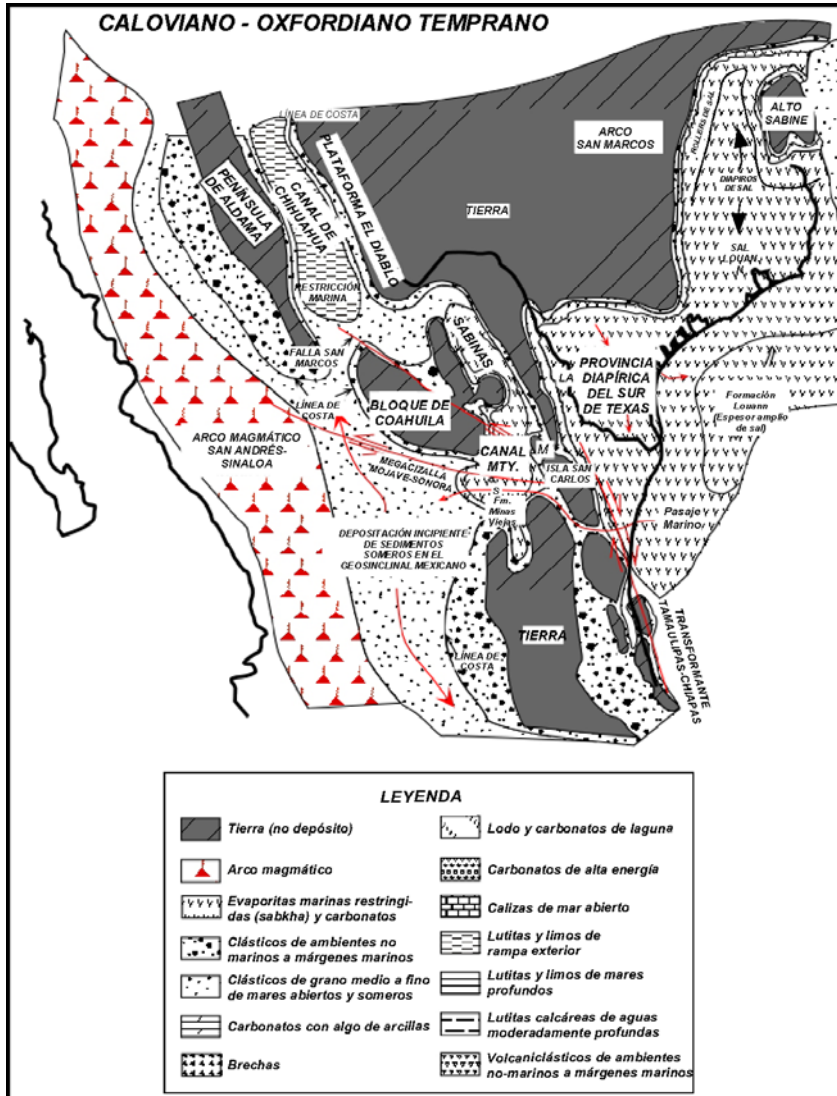 CALOVIANO - OXFORDIANO TEMPRANO
LÍNEA DE COSTA
ROLLERS DE SAL
ALTO
SABINE
ARCO
SAN MARCOS
PENÍNSULA
DE ALDAMA
CANAL DE
CHIHUAHUA
PLATAFORMA EL DIABLO
DIAPIROS
DE SAL
TIERRA
SAL
LOUAN
N
RESTRICCIÓN
MARINA
SABINAS
FALLA SAN
MARCOS
LA
PROVINCIA
DIAPÍRICA
DEL SUR
DE TEXAS
Formación
Louann
(Espesor amplio
de sal)
LÍNEA DE
COSTA
BLOQUE DE
COAHUILA
ARCO MAGMÁTICO
SAN ANDRÉS-
SINALOA
MEGACIZALLA
MOJAVE-SONORA
CANAL
MTY.
M
ISLA SAN
CARLOS
S
Fm.
Minas
Viejas
Pasaje
Marino
DEPOSITACIÓN INCIPIENTE
DE SEDIMENTOS
SOMEROS EN EL
GEOSINCLINAL MEXICANO
TIERRA
LÍNEA DE
COSTA
TRANSFORMANTE
TAMAULIPAS-CHIAPAS
LEYENDA
Tierra (no depósito)
Arco magmático
Evaporitas marinas restringi-
das (sabkha) y carbonatos
Clásticos de ambientes no
marinos a márgenes marinos
Clásticos de grano medio a fino
de mares abiertos y someros
Carbonatos con algo de arcillas
Brechas
Lodo y carbonatos de laguna
Carbonatos de alta energía
Calizas de mar abierto
Lutitas y limos de
rampa exterior
Lutitas y limos de mares
profundos
Lutitas calcáreas de aguas
moderadamente profundas
Volcaniclásticos de ambientes
no-marinos a márgenes marinos